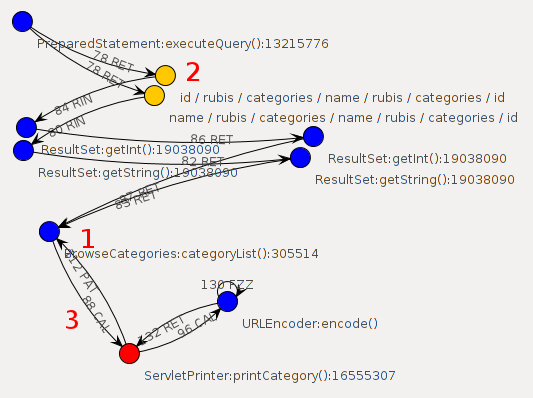 PreparedStatement:executeQuery():13215776
78 RET
78 RET
2
84 RIN
id / rubis / categories / name / rubis / categories / id
80 RIN
name / rubis / categories / name / rubis / categories / id
86 RET
ResultSet:getInt():19038090
82 RET
ResultSet:getInt():19038090
ResultSet:getString():19038090
ResultSet:getString():19038090
87 RET
83 RET
1
BrowseCategories:categoryList():305514
512 PAT
88 CAL
130 FZZ
3
132 RET
96 CAL
URLEncoder:encode()
ServletPrinter:printCategory():16555307